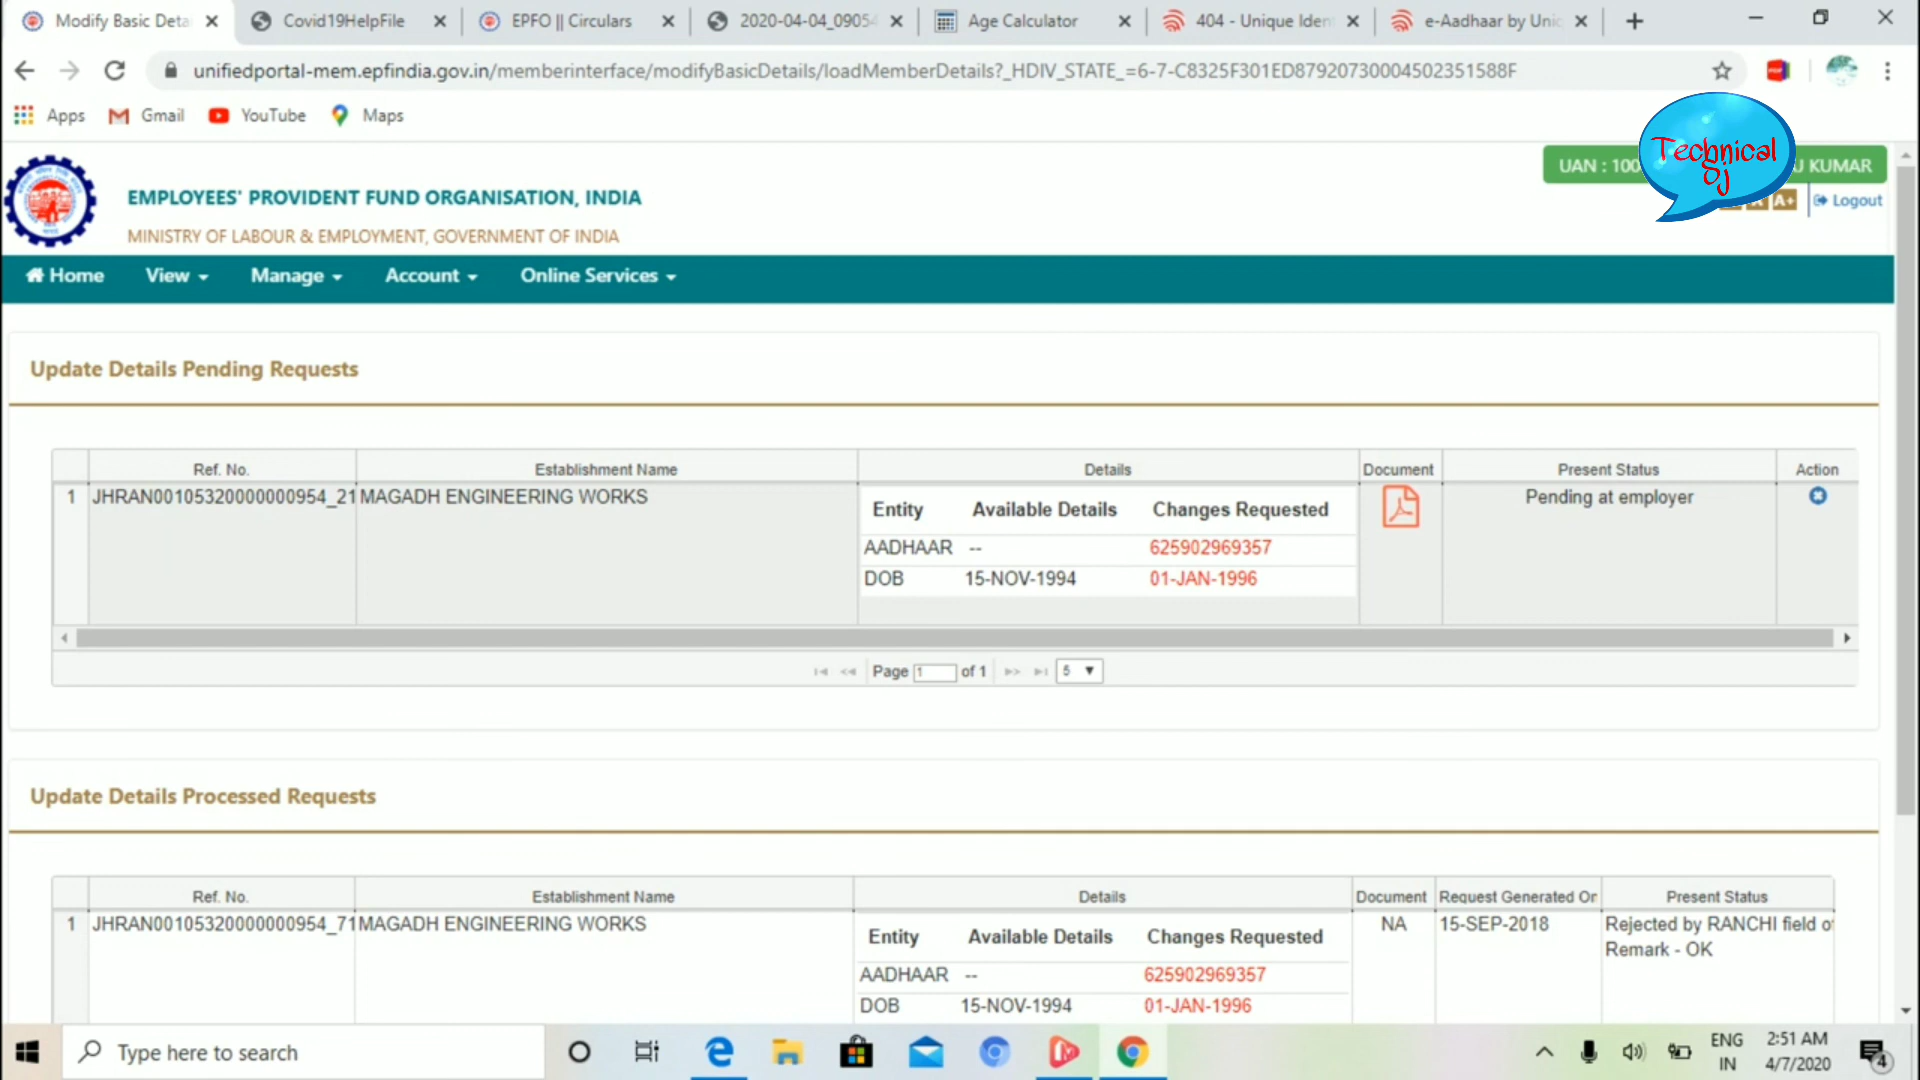 Modify Basic Deta
Covid19HelpFile
EPFO || Circulars
2020-04-04_09054
Age Calculator
404 - Unique Iden
e-Aadhaar by Uniq
unifiedportal-mem.epfindia.gov.in/memberinterface/modifyBasicDetails/loadMemberDetails?_HDIV_STATE_=6-7-C8325F301ED87920730004502351588F
Apps
Gmail
YouTube
Maps
Technical
oj
UAN : 100
U KUMAR
EMPLOYEES' PROVIDENT FUND ORGANISATION, INDIA
MINISTRY OF LABOUR & EMPLOYMENT, GOVERNMENT OF INDIA
A+
Logout
Home View Manage Account Online Services
Update Details Pending Requests
Ref. No. Establishment Name Details Document Present Status Action
1 JHRAN00105320000000954_21 MAGADH ENGINEERING WORKS Pending at employer
Entity Available Details Changes Requested
AADHAAR -- 625902969357
DOB 15-NOV-1994 01-JAN-1996
Page 1 of 1 5
Update Details Processed Requests
Ref. No. Establishment Name Details Document Request Generated On Present Status
1 JHRAN00105320000000954_71 MAGADH ENGINEERING WORKS NA 15-SEP-2018 Rejected by RANCHI field of
Remark - OK
Entity Available Details Changes Requested
AADHAAR -- 625902969357
DOB 15-NOV-1994 01-JAN-1996
Type here to search
ENG
IN
2:51 AM
4/7/2020
4